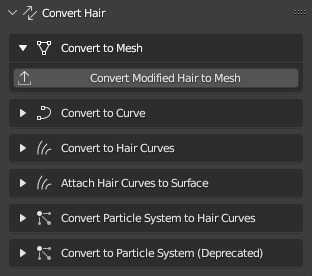 Convert Hair
Convert to Mesh
Convert Modified Hair to Mesh
Convert to Curve
Convert to Hair Curves
Attach Hair Curves to Surface
Convert Particle System to Hair Curves
Convert to Particle System (Deprecated)